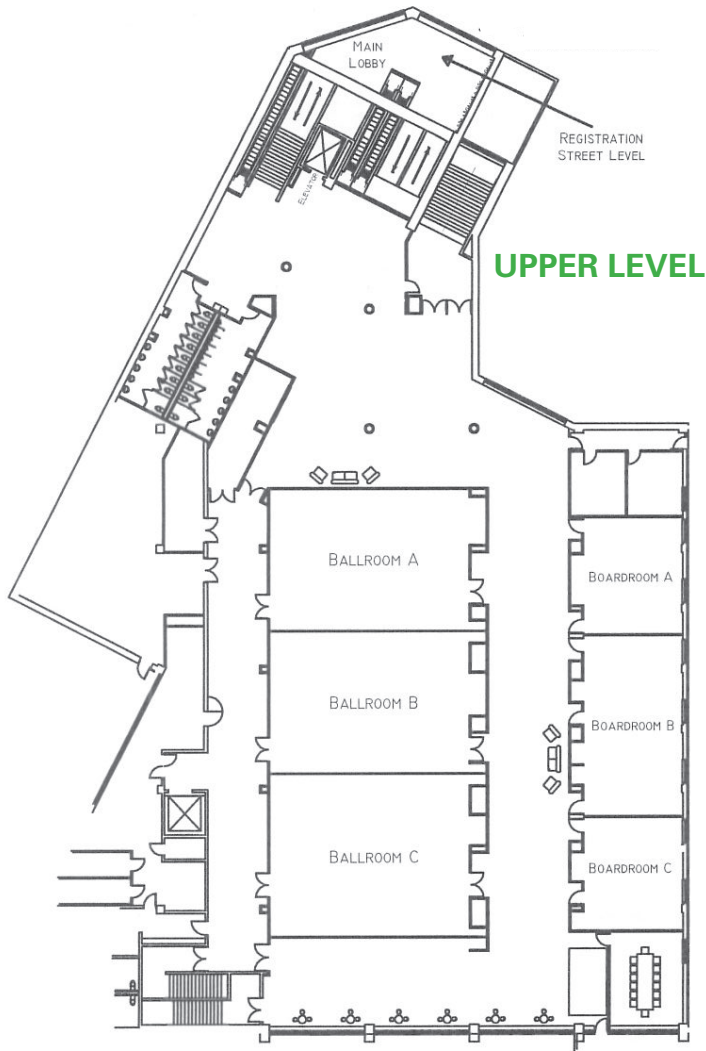 MAIN
LOBBY
REGISTRATION
STREET LEVEL
ELEVATOR
UPPER LEVEL
BALLROOM A
BOARDROOM A
BALLROOM B
BOARDROOM B
BALLROOM C
BOARDROOM C